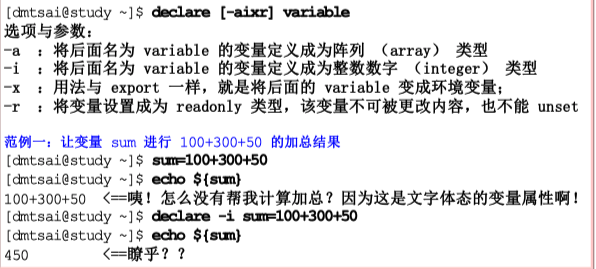 [dmtsai@study ~]$ declare [-aixr] variable
选项与参数：
-a  ：将后面名为 variable 的变量定义成为阵列 （array） 类型
-i  ：将后面名为 variable 的变量定义成为整数数字 （integer） 类型
-x  ：用法与 export 一样，就是将后面的 variable 变成环境变量；
-r  ：将变量设置成为 readonly 类型，该变量不可被更改内容，也不能 unset
范例一：让变量 sum 进行 100+300+50 的加总结果
[dmtsai@study ~]$ sum=100+300+50
[dmtsai@study ~]$ echo ${sum}
100+300+50  <==咦！怎么没有帮我计算加总？因为这是文字体态的变量属性啊！
[dmtsai@study ~]$ declare -i sum=100+300+50
[dmtsai@study ~]$ echo ${sum}
450         <==瞭乎？？